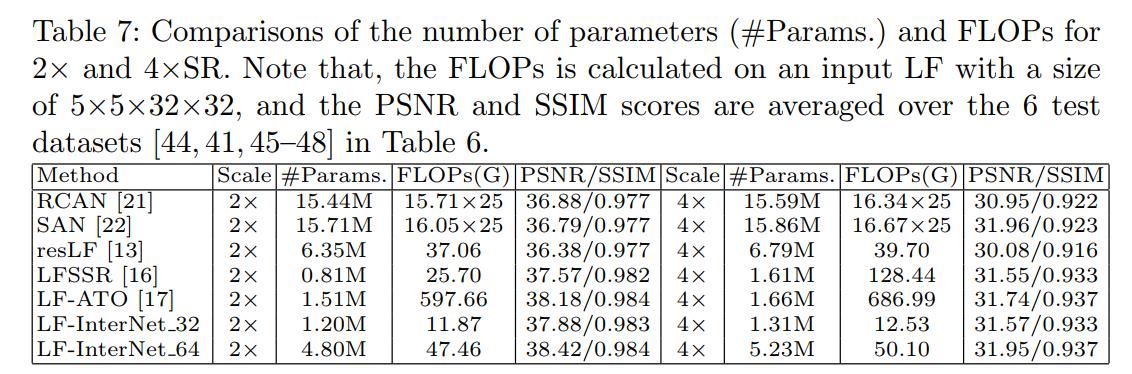 Table 7: Comparisons of the number of parameters (#Params.) and FLOPs for
2× and 4×SR. Note that, the FLOPs is calculated on an input LF with a size
of 5×5×32×32, and the PSNR and SSIM scores are averaged over the 6 test
datasets [44, 41, 45–48] in Table 6.
Method Scale #Params. FLOPs(G) PSNR/SSIM Scale #Params. FLOPs(G) PSNR/SSIM
RCAN [21] 2× 15.44M 15.71×25 36.88/0.977 4× 15.59M 16.34×25 30.95/0.922
SAN [22] 2× 15.71M 16.05×25 36.79/0.977 4× 15.86M 16.67×25 31.96/0.923
resLF [13] 2× 6.35M 37.06 36.38/0.977 4× 6.79M 39.70 30.08/0.916
LFSSR [16] 2× 0.81M 25.70 37.57/0.982 4× 1.61M 128.44 31.55/0.933
LF-ATO [17] 2× 1.51M 597.66 38.18/0.984 4× 1.66M 686.99 31.74/0.937
LF-InterNet_32 2× 1.20M 11.87 37.88/0.983 4× 1.31M 12.53 31.57/0.933
LF-InterNet_64 2× 4.80M 47.46 38.42/0.984 4× 5.23M 50.10 31.95/0.937